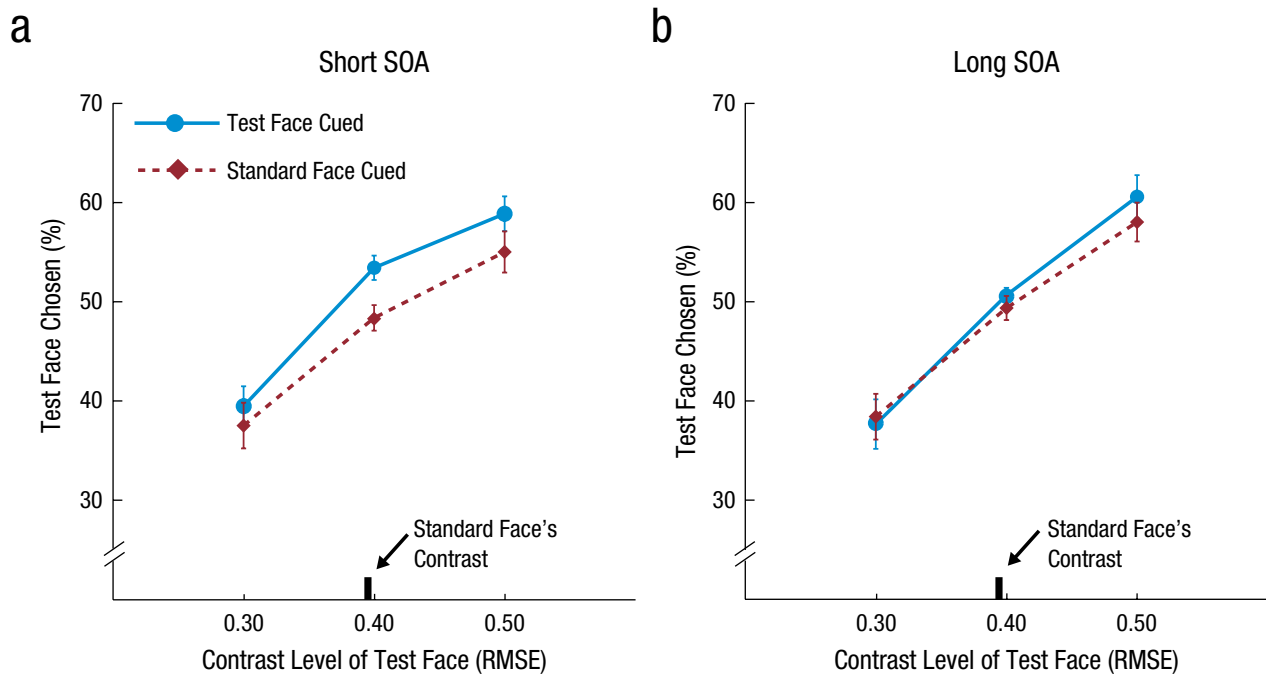 a
Short SOA
70
60
50
40
30
Test Face Chosen (%)
Test Face Cued
Standard Face Cued
Standard Face's
Contrast
0.30 0.40 0.50
Contrast Level of Test Face (RMSE)
b
Long SOA
70
60
50
40
30
Test Face Chosen (%)
Standard Face's
Contrast
0.30 0.40 0.50
Contrast Level of Test Face (RMSE)